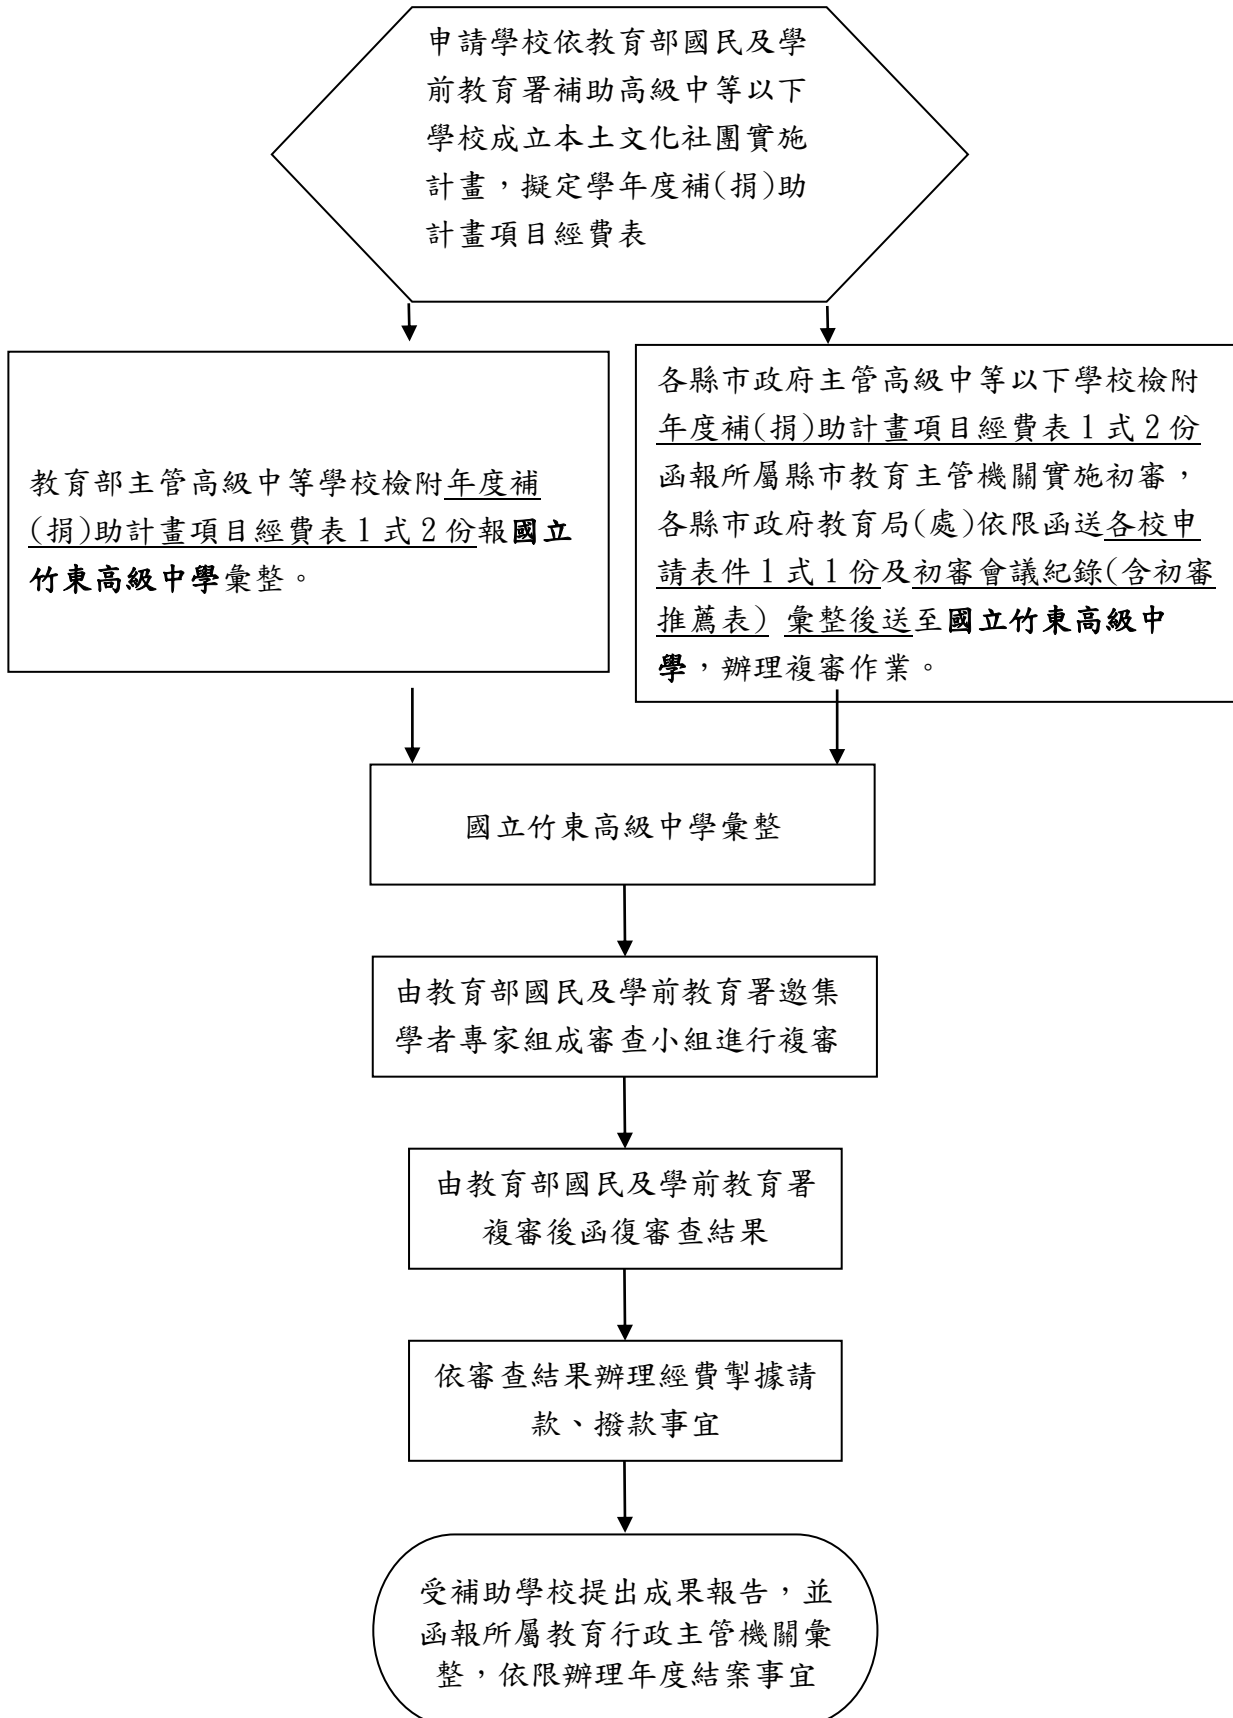 申請學校依教育部國民及學
前教育署補助高級中等以下
學校成立本土文化社團實施
計畫，擬定學年度補(捐)助
計畫項目經費表
教育部主管高級中等學校檢附年度補
(捐)助計畫項目經費表1式2份報國立
竹東高級中學彙整。
各縣市政府主管高級中等以下學校檢附
年度補(捐)助計畫項目經費表1式2份
函報所屬縣市教育主管機關實施初審，
各縣市政府教育局(處)依限函送各校申
請表件1式1份及初審會議紀錄(含初審
推薦表) 彙整後送至國立竹東高級中
學，辦理複審作業。
國立竹東高級中學彙整
由教育部國民及學前教育署邀集
學者專家組成審查小組進行複審
由教育部國民及學前教育署
複審後函復審查結果
依審查結果辦理經費掣據請
款、撥款事宜
受補助學校提出成果報告，並
函報所屬教育行政主管機關彙
整，依限辦理年度結案事宜